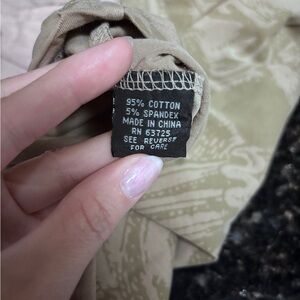 95% COTTON
5% SPANDEX
MADE IN CHINA
RN 63725
SEE REVERSE
FOR CARE